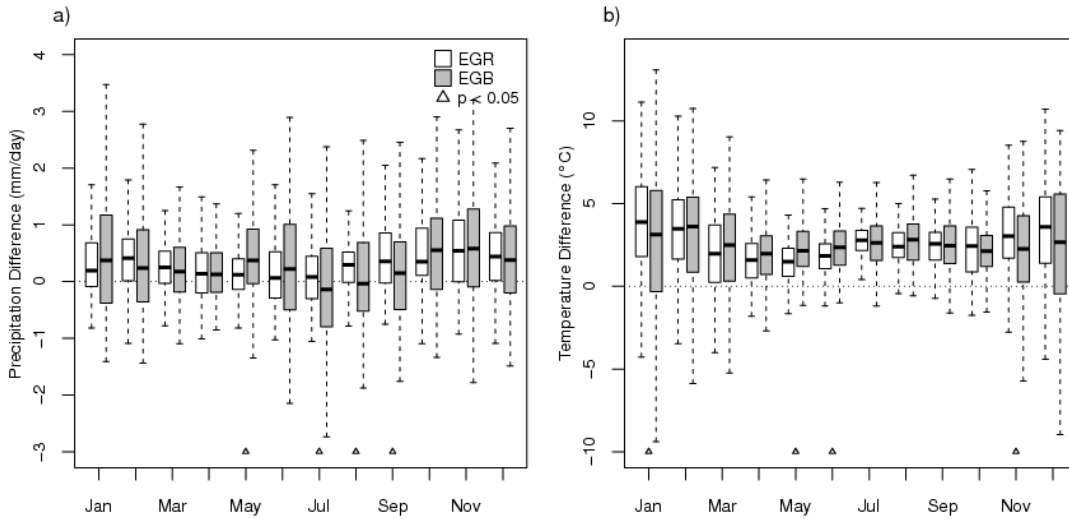 a)
Precipitation Difference (mm/day)
4
3
2
1
0
−1
−2
−3
EGR
EGB
p < 0.05
Jan Mar May Jul Sep Nov
b)
Temperature Difference (°C)
10
5
0
−5
−10
Jan Mar May Jul Sep Nov